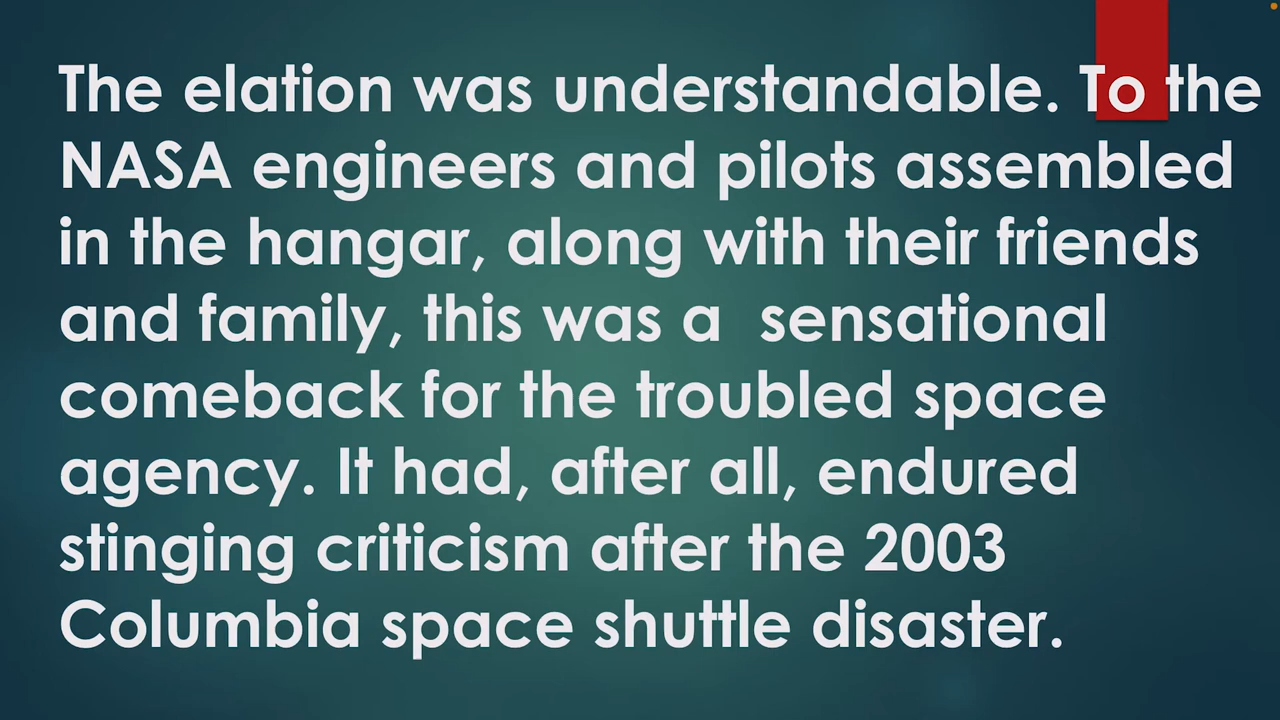 The elation was understandable. To the
NASA engineers and pilots assembled
in the hangar, along with their friends
and family, this was a  sensational
comeback for the troubled space
agency. It had, after all, endured
stinging criticism after the 2003
Columbia space shuttle disaster.